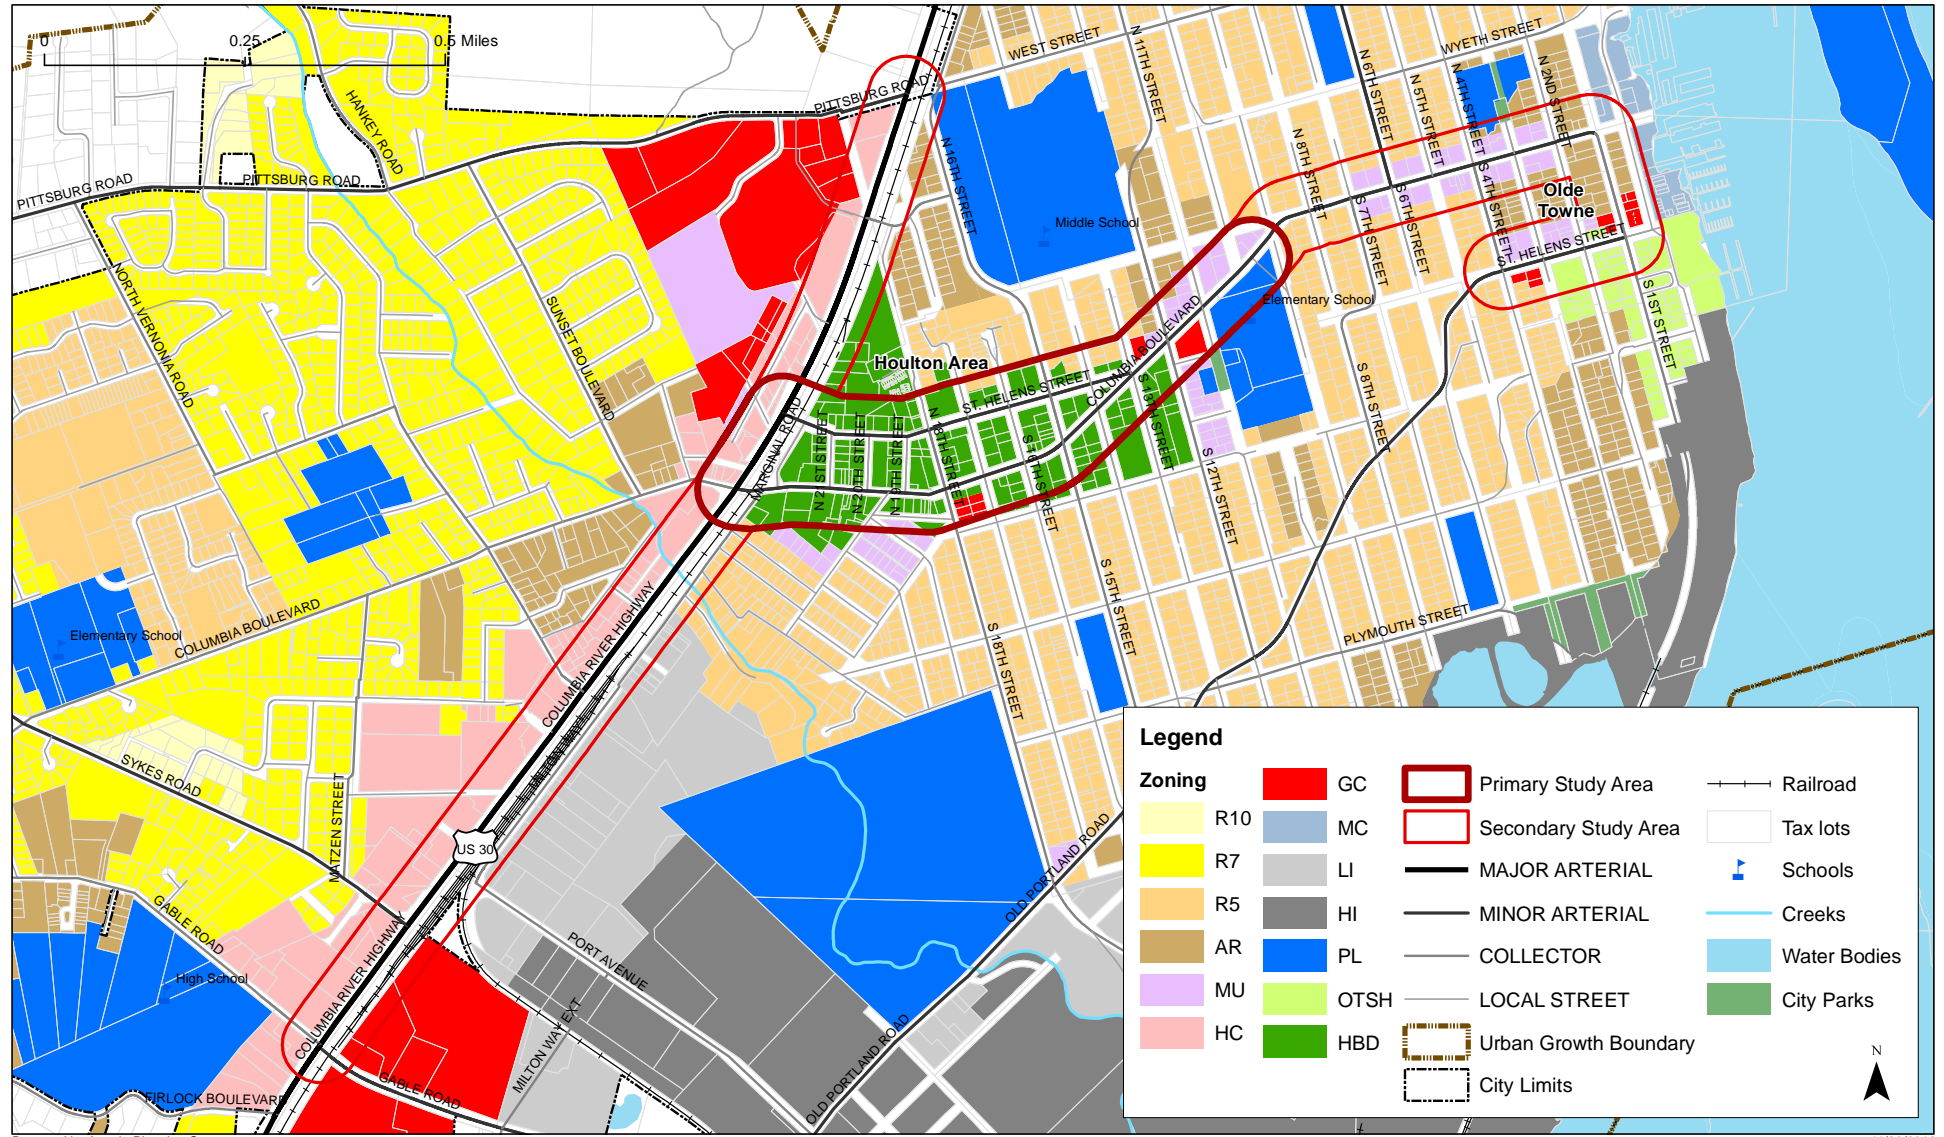 0
0.25
0.5 Miles
WEST STREET
N 11TH STREET
N 6TH STREET
WYETH STREET
N 5TH STREET
N 4TH STREET
N 2ND STREET
HANKEY ROAD
PITTSBURG ROAD
PITTSBURG ROAD
PITTSBURG ROAD
N 16TH STREET
N 8TH STREET
Middle School
S 7TH STREET
S 6TH STREET
S 4TH STREET
Olde
Towne
ST. HELENS STREET
S 1ST STREET
NORTH VERNONIA ROAD
SUNSET BOULEVARD
Elementary School
Houlton Area
ST. HELENS STREET
COLUMBIA BOULEVARD
S 13TH STREET
S 8TH STREET
MARGINAL ROAD
N 21ST STREET
N 20TH STREET
N 19TH STREET
N 18TH STREET
S 16TH STREET
S 12TH STREET
S 15TH STREET
S 18TH STREET
PLYMOUTH STREET
Elementary School
COLUMBIA BOULEVARD
COLUMBIA RIVER HIGHWAY
SYKES ROAD
MATZEN STREET
US 30
GABLE ROAD
High School
COLUMBIA RIVER HIGHWAY
PORT AVENUE
MILTON WAY EXT
OLD PORTLAND ROAD
OLD PORTLAND ROAD
GABLE ROAD
FIRLOCK BOULEVARD
Legend
Zoning
R10
R7
R5
AR
MU
HC
GC
MC
LI
HI
PL
OTSH
HBD
Primary Study Area
Secondary Study Area
MAJOR ARTERIAL
MINOR ARTERIAL
COLLECTOR
LOCAL STREET
Urban Growth Boundary
City Limits
Railroad
Tax lots
Schools
Creeks
Water Bodies
City Parks
N